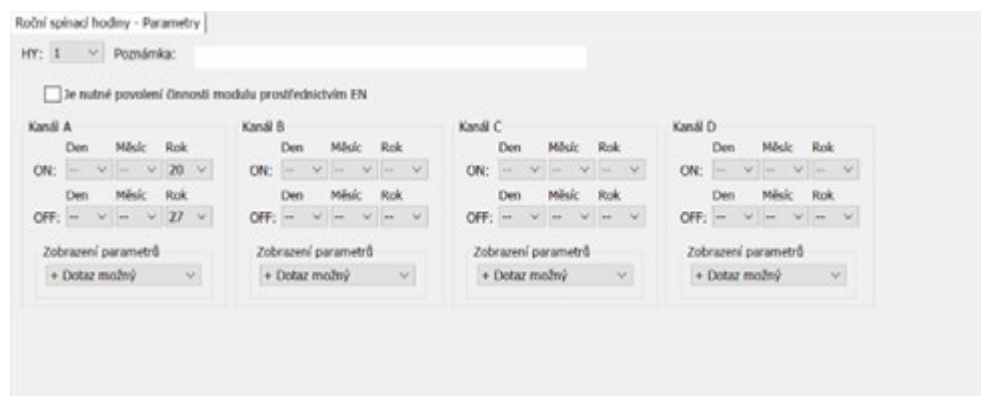 Roční spínací hodiny - Parametry
HY: 1 Poznámka:
Je nutné povolení činnosti modulu prostřednictvím EN
Kanál A Kanál B Kanál C Kanál D
Den Měsíc Rok Den Měsíc Rok Den Měsíc Rok Den Měsíc Rok
ON: -- -- 20 ON: -- -- -- ON: -- -- -- ON: -- -- --
Den Měsíc Rok Den Měsíc Rok Den Měsíc Rok Den Měsíc Rok
OFF: -- -- 27 OFF: -- -- -- OFF: -- -- -- OFF: -- -- --
Zobrazení parametrů Zobrazení parametrů Zobrazení parametrů Zobrazení parametrů
+ Dotaz možný + Dotaz možný + Dotaz možný + Dotaz možný